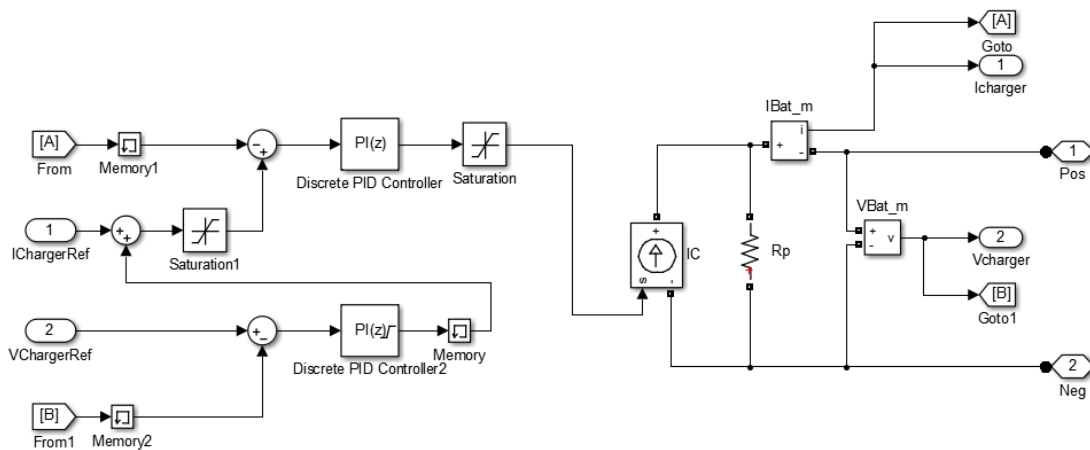 [A]
Goto
1
Icharger
IBat_m
i
+
-
[A]
From
Memory1
- +
PI(z)
Discrete PID Controller
Saturation
1
Pos
1
IChargerRef
+
+
Saturation1
+
IC
s
-
Rp
VBat_m
+
-
v
2
Vcharger
[B]
Goto1
2
VChargerRef
+ -
PI(z)
Discrete PID Controller2
Memory
2
Neg
[B]
From1
Memory2